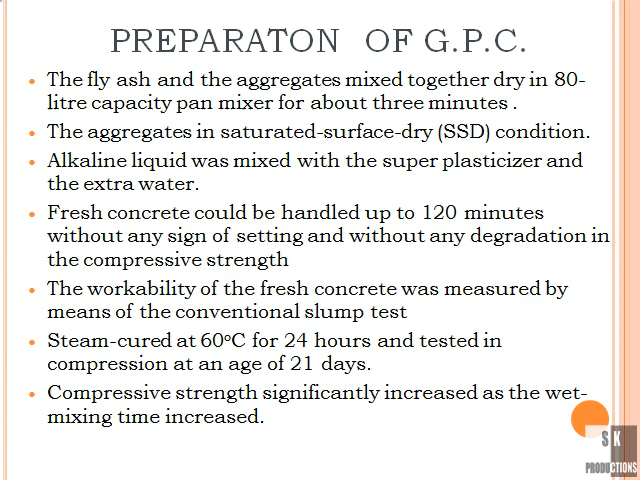 PREPARATON OF G.P.C.
The fly ash and the aggregates mixed together dry in 80-
litre capacity pan mixer for about three minutes .
The aggregates in saturated-surface-dry (SSD) condition.
Alkaline liquid was mixed with the super plasticizer and
the extra water.
Fresh concrete could be handled up to 120 minutes
without any sign of setting and without any degradation in
the compressive strength
The workability of the fresh concrete was measured by
means of the conventional slump test
Steam-cured at 60ºC for 24 hours and tested in
compression at an age of 21 days.
Compressive strength significantly increased as the wet-
mixing time increased.
S K
PRODUCTIONS